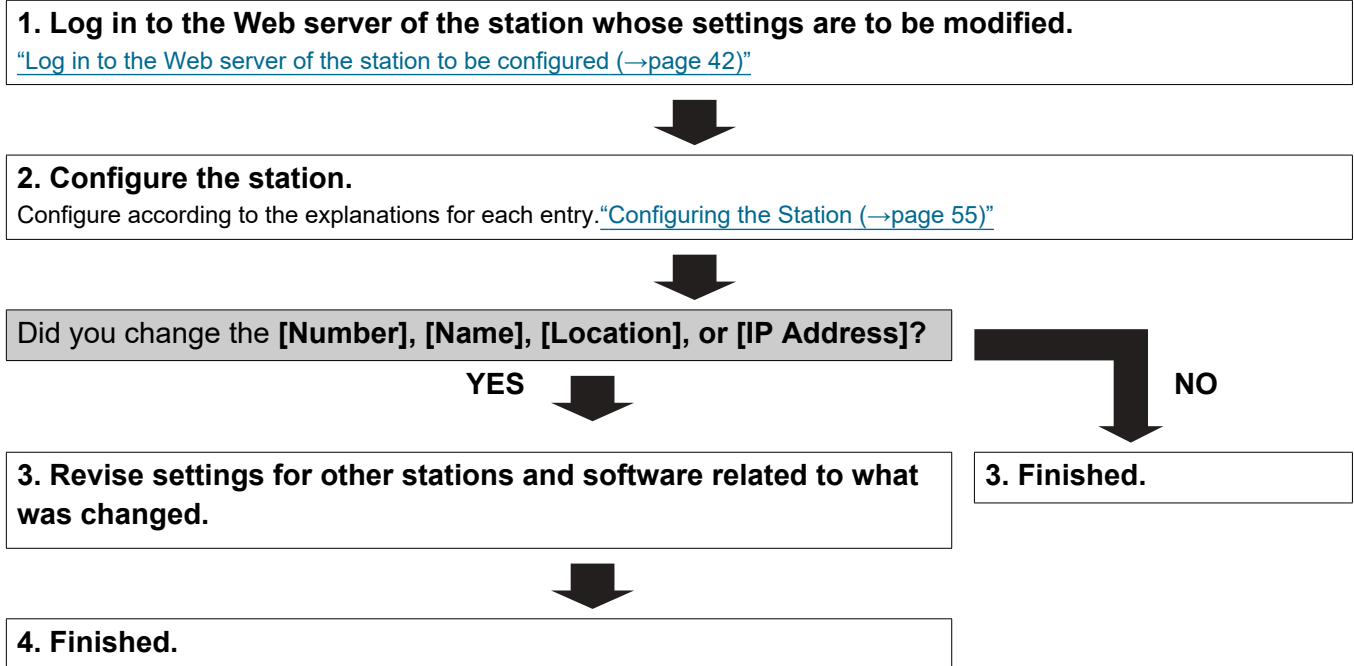 1. Log in to the Web server of the station whose settings are to be modified.
“Log in to the Web server of the station to be configured (→page 42)”
2. Configure the station.
Configure according to the explanations for each entry.“Configuring the Station (→page 55)”
Did you change the [Number], [Name], [Location], or [IP Address]?
YES
NO
3. Revise settings for other stations and software related to what
was changed.
3. Finished.
4. Finished.